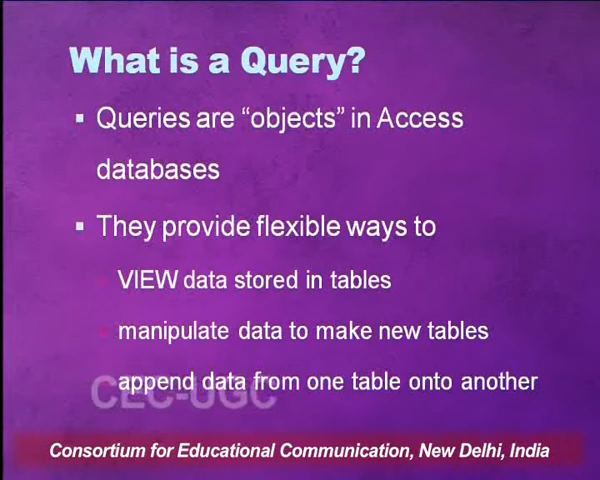 What is a Query?
Queries are “objects” in Access
databases
They provide flexible ways to
VIEW data stored in tables
manipulate data to make new tables
append data from one table onto another
CEC-UGC
Consortium for Educational Communication, New Delhi, India